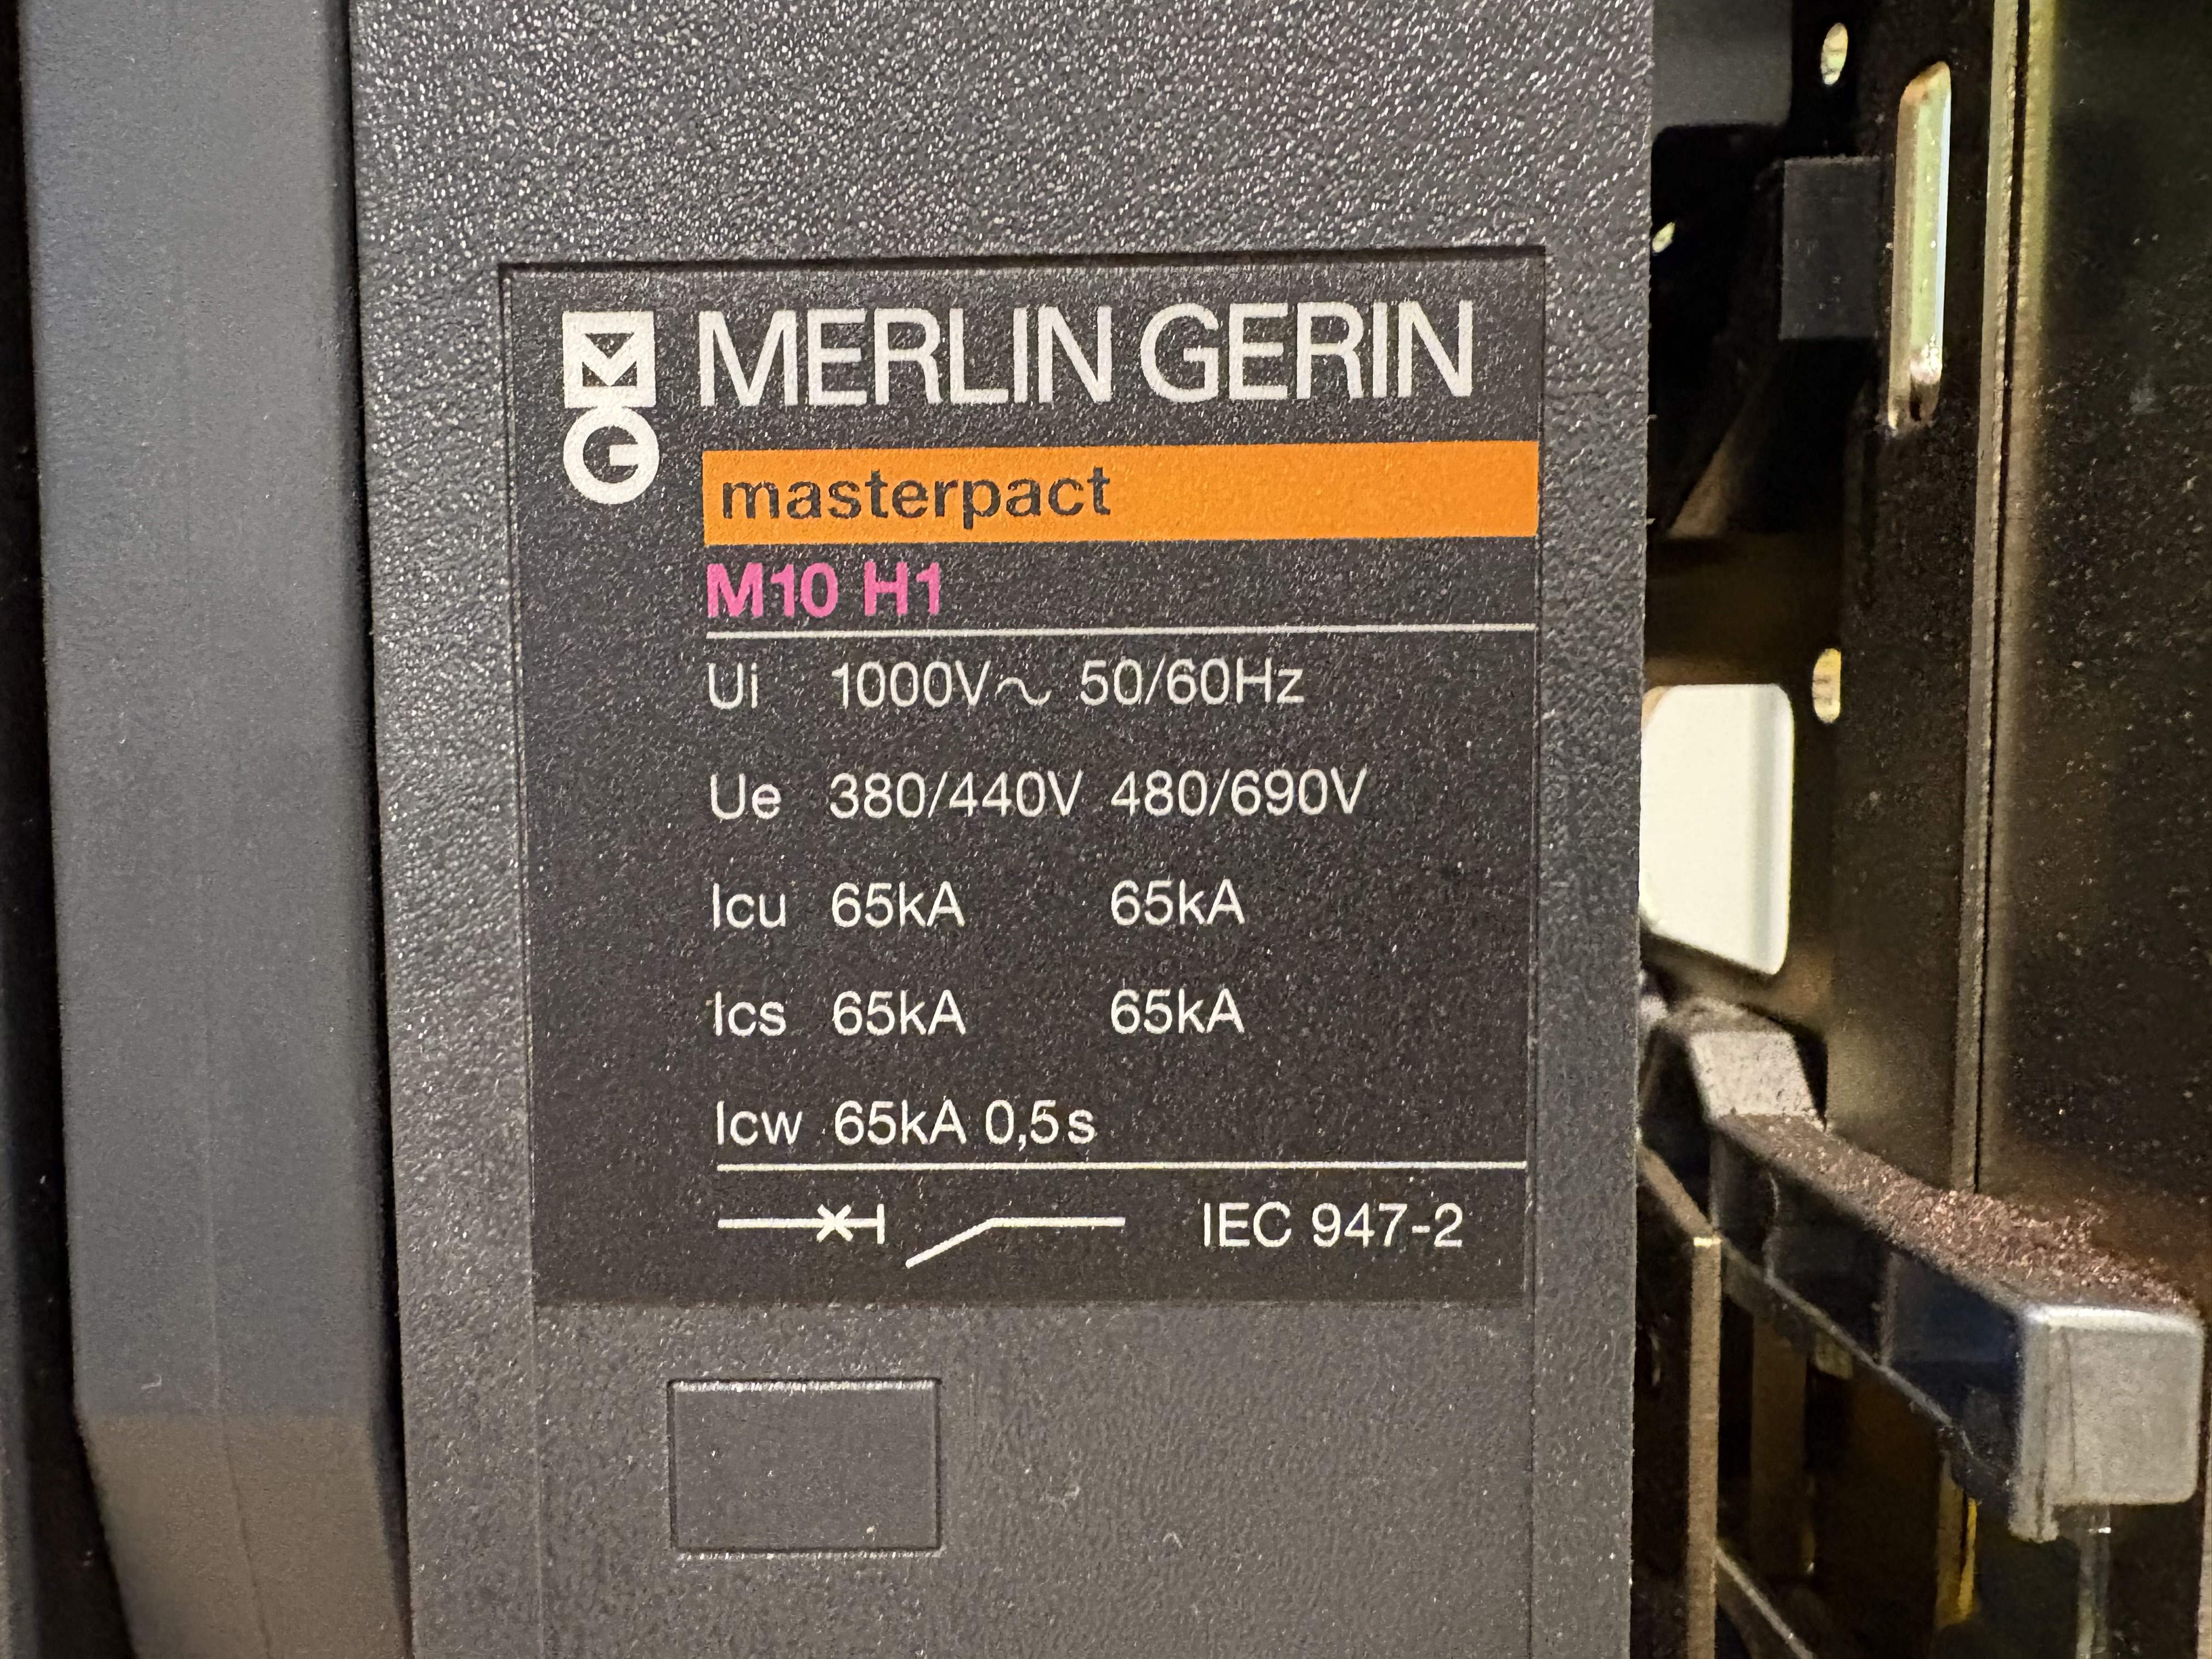 MG MERLIN GERIN
masterpact
M10 H1
Ui 1000V~ 50/60Hz
Ue 380/440V 480/690V
Icu 65kA 65kA
Ics 65kA 65kA
Icw 65kA 0,5s
IEC 947-2